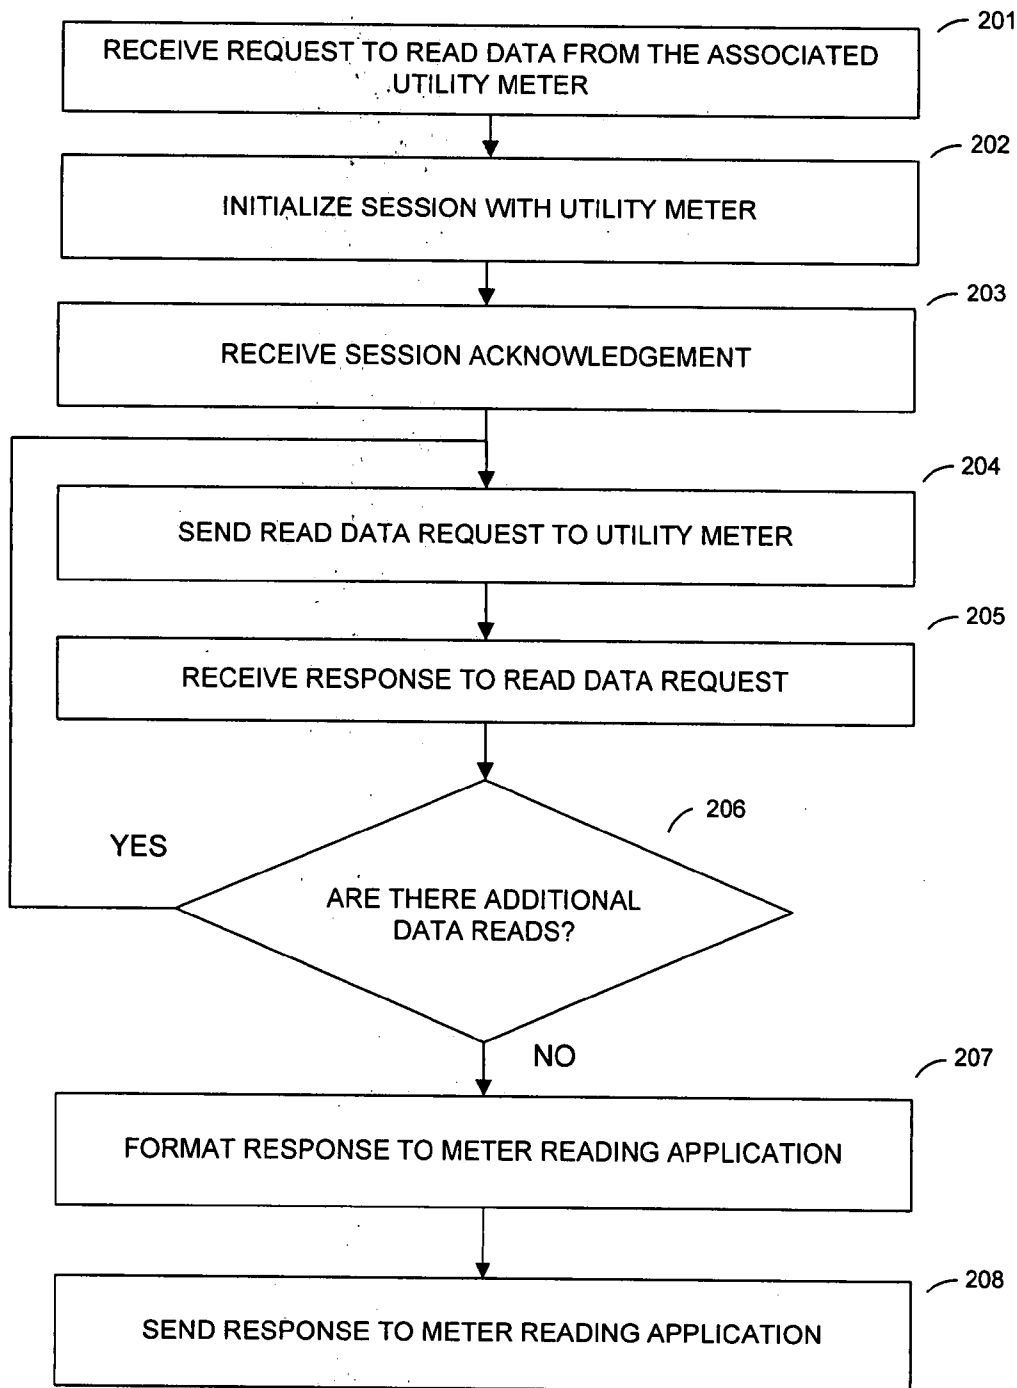 201
RECEIVE REQUEST TO READ DATA FROM THE ASSOCIATED
UTILITY METER
202
INITIALIZE SESSION WITH UTILITY METER
203
RECEIVE SESSION ACKNOWLEDGEMENT
204
SEND READ DATA REQUEST TO UTILITY METER
205
RECEIVE RESPONSE TO READ DATA REQUEST
206
YES
ARE THERE ADDITIONAL
DATA READS?
NO
207
FORMAT RESPONSE TO METER READING APPLICATION
208
SEND RESPONSE TO METER READING APPLICATION